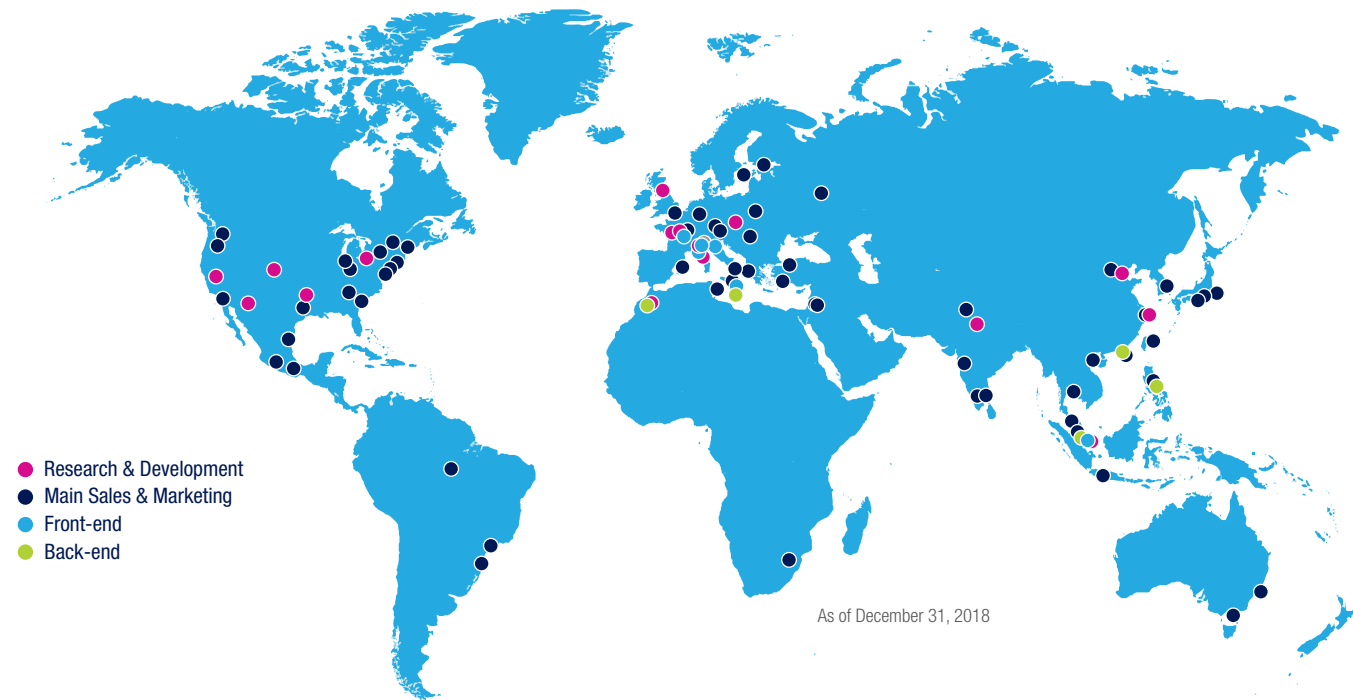 Research & Development
Main Sales & Marketing
Front-end
Back-end
As of December 31, 2018